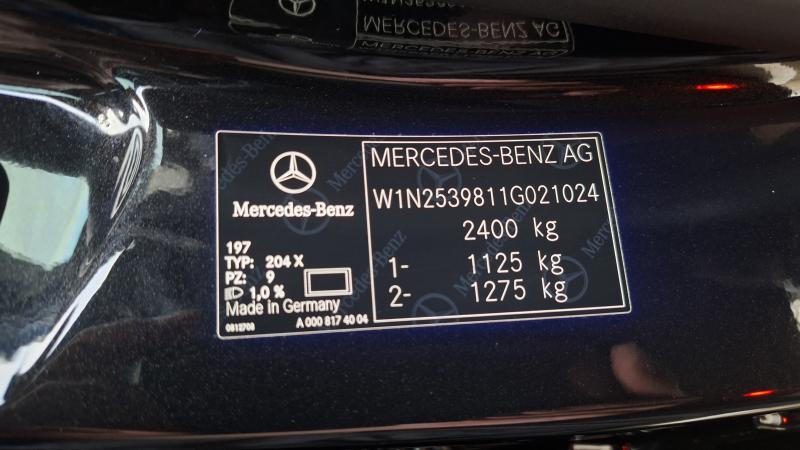 MERCEDES-BENZ AG
Mercedes-Benz
197
TYP: 204 X
PZ: 9
1,0 %
Made in Germany
0812708
A 000 817 40 04
MERCEDES-BENZ AG
W1N2539811G021024
2400 kg
1- 1125 kg
2- 1275 kg